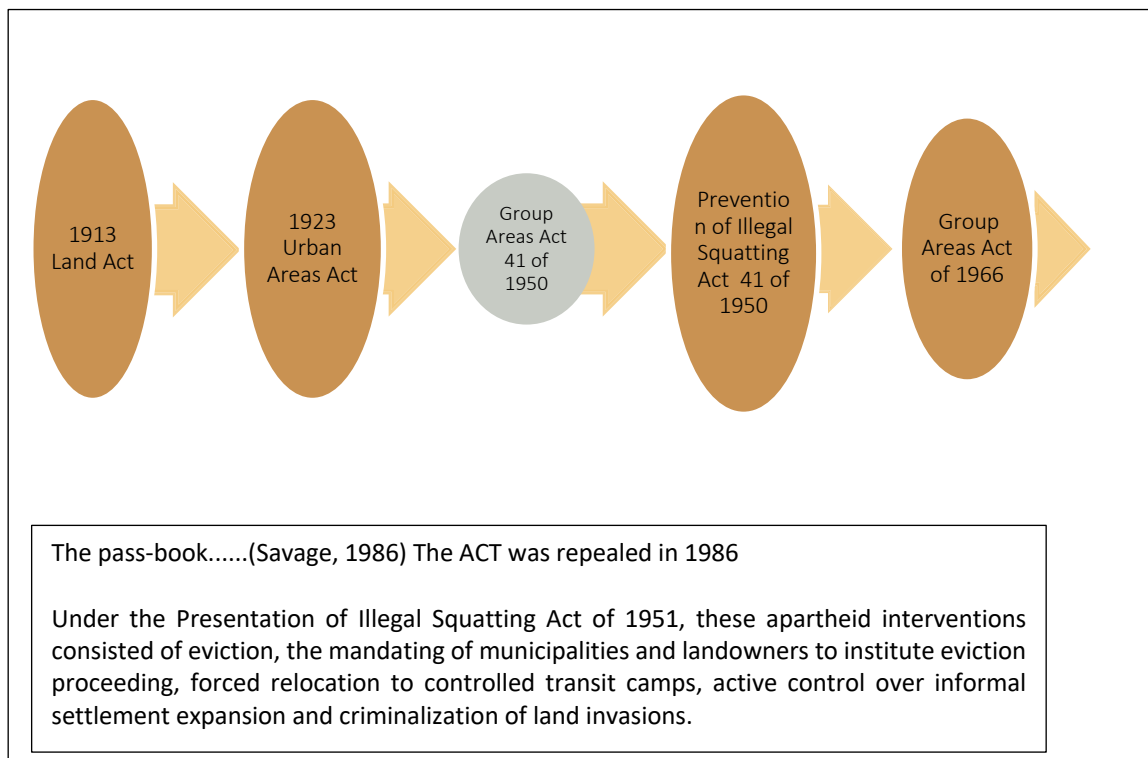 1913
Land Act
1923
Urban
Areas Act
Group
Areas Act
41 of
1950
Preventio
n of Illegal
Squatting
Act 41 of
1950
Group
Areas Act
of 1966
The pass-book......(Savage, 1986) The ACT was repealed in 1986
Under the Presentation of Illegal Squatting Act of 1951, these apartheid interventions
consisted of eviction, the mandating of municipalities and landowners to institute eviction
proceeding, forced relocation to controlled transit camps, active control over informal
settlement expansion and criminalization of land invasions.